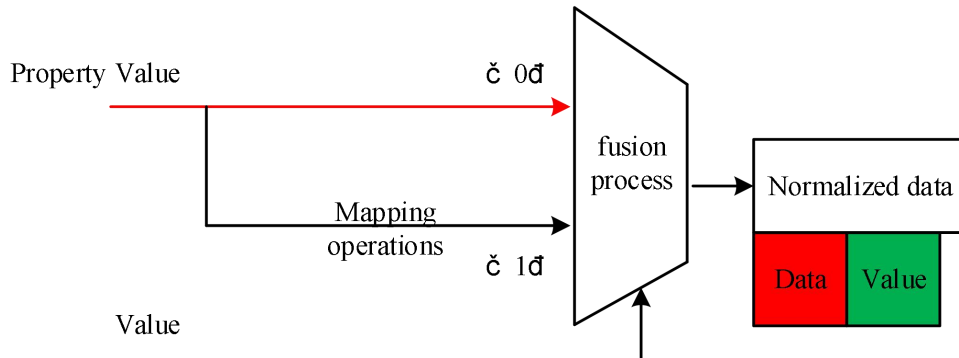 Property Value
č 0đ
fusion
process
Normalized data
Mapping
operations
č 1đ
Data
Value
Value